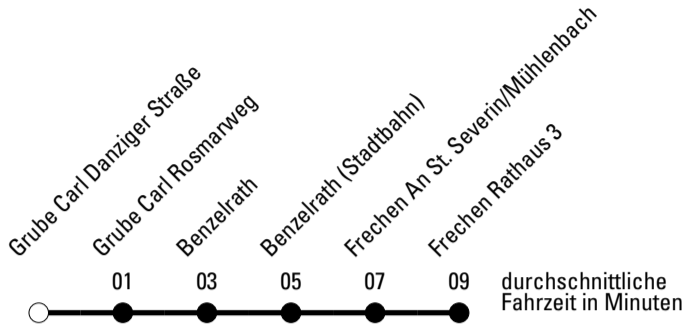 Grube Carl Danziger Straße
Grube Carl Rosmarweg
Benzelrath
Benzelrath (Stadtbahn)
Frechen An St. Severin/Mühlenbach
Frechen Rathaus 3
01 03 05 07 09 durchschnittliche
Fahrzeit in Minuten